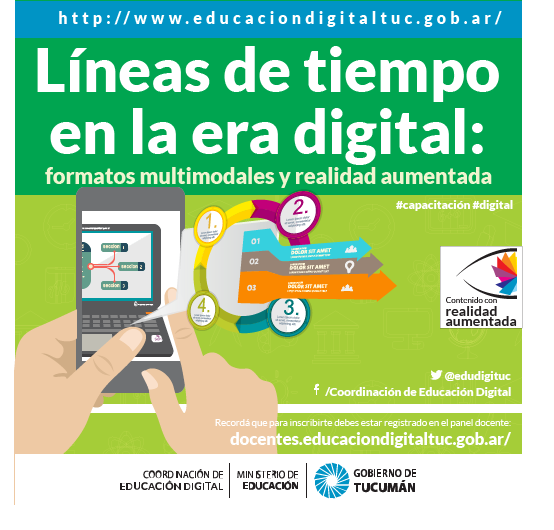 http://www.educaciondigitaltuc.gob.ar/
Líneas de tiempo
en la era digital:
formatos multimodales y realidad aumentada
#capacitación #digital
1.
2.
01
DOLOR SIT AMET
02
DOLOR SIT AMET
03
DOLOR SIT AMET
4.
3.
seccion 1
seccion 2
seccion 3
Contenido con
realidad
aumentada
@edudigituc
/Coordinación de Educación Digital
Recordá que para inscribirte debes estar registrado en el panel docente:
docentes.educaciondigitaltuc.gob.ar/
COORDINACIÓN DE
EDUCACIÓN DIGITAL
MINISTERIO DE
EDUCACIÓN
GOBIERNO DE
TUCUMÁN